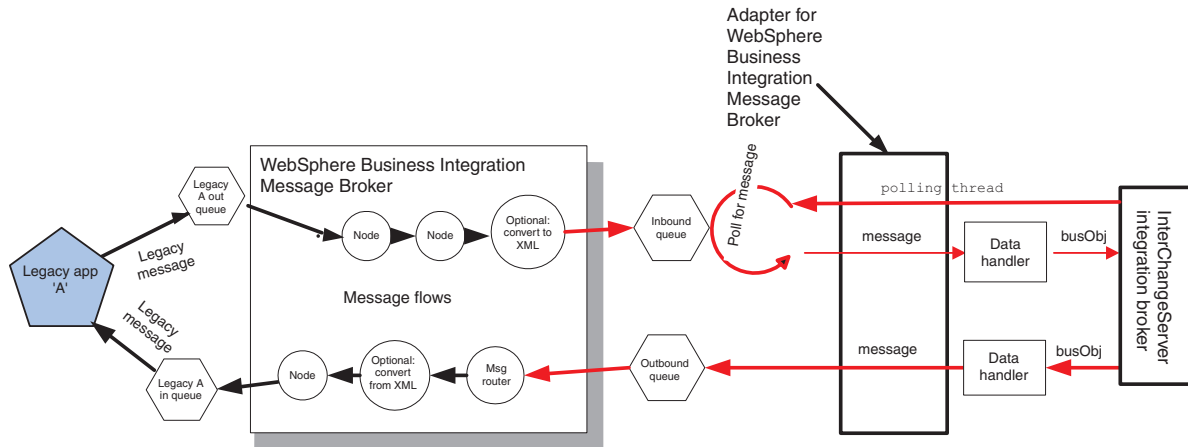 Adapter for
WebSphere
Business
Integration
Message
Broker
WebSphere Business Integration
Message Broker
Legacy
A out
queue
Legacy
message
Legacy app
'A'
Node
Node
Optional:
convert to
XML
Inbound
queue
Poll for message
polling thread
message
Data
handler
busObj
InterChangeServer
integration broker
Message flows
Legacy
message
Legacy A
in queue
Node
Optional:
convert
from XML
Msg
router
Outbound
queue
message
Data
handler
busObj